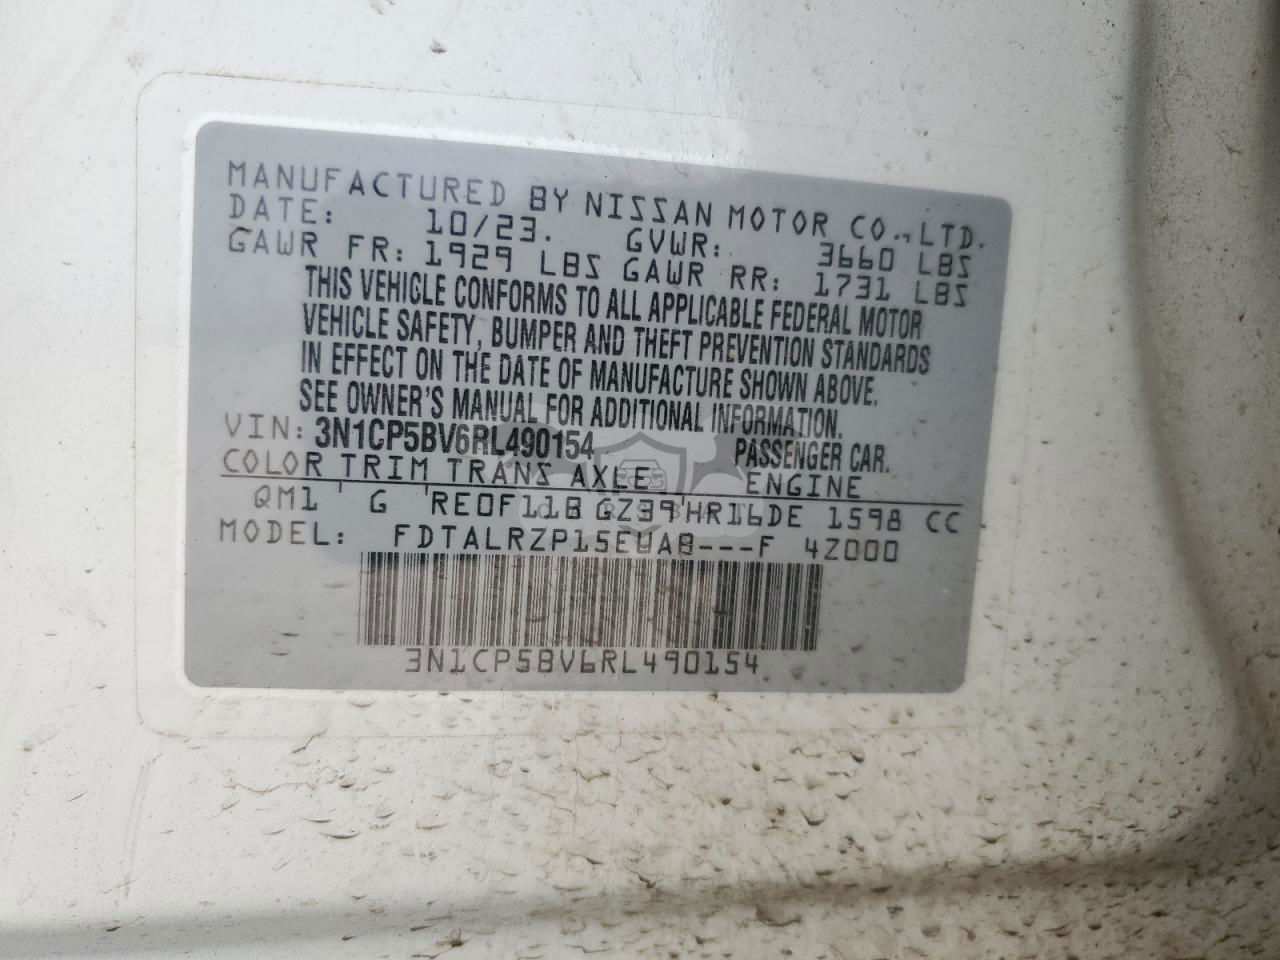 MANUFACTURED BY NISSAN MOTOR CO., LTD.
DATE: 10/23. GVWR: 3660 LBS
GAWR FR: 1929 LBS GAWR RR: 1731 LBS
THIS VEHICLE CONFORMS TO ALL APPLICABLE FEDERAL MOTOR
VEHICLE SAFETY, BUMPER AND THEFT PREVENTION STANDARDS
IN EFFECT ON THE DATE OF MANUFACTURE SHOWN ABOVE.
SEE OWNER'S MANUAL FOR ADDITIONAL INFORMATION.
VIN: 3N1CP5BV6RL490154 PASSENGER CAR.
COLOR TRIM TRANS AXLE ENGINE
QM1 G RE0F11B GZ39 HR16DE 1598 CC
MODEL: FDTALRZP15EUA8---F 4Z000
3N1CP5BV6RL490154